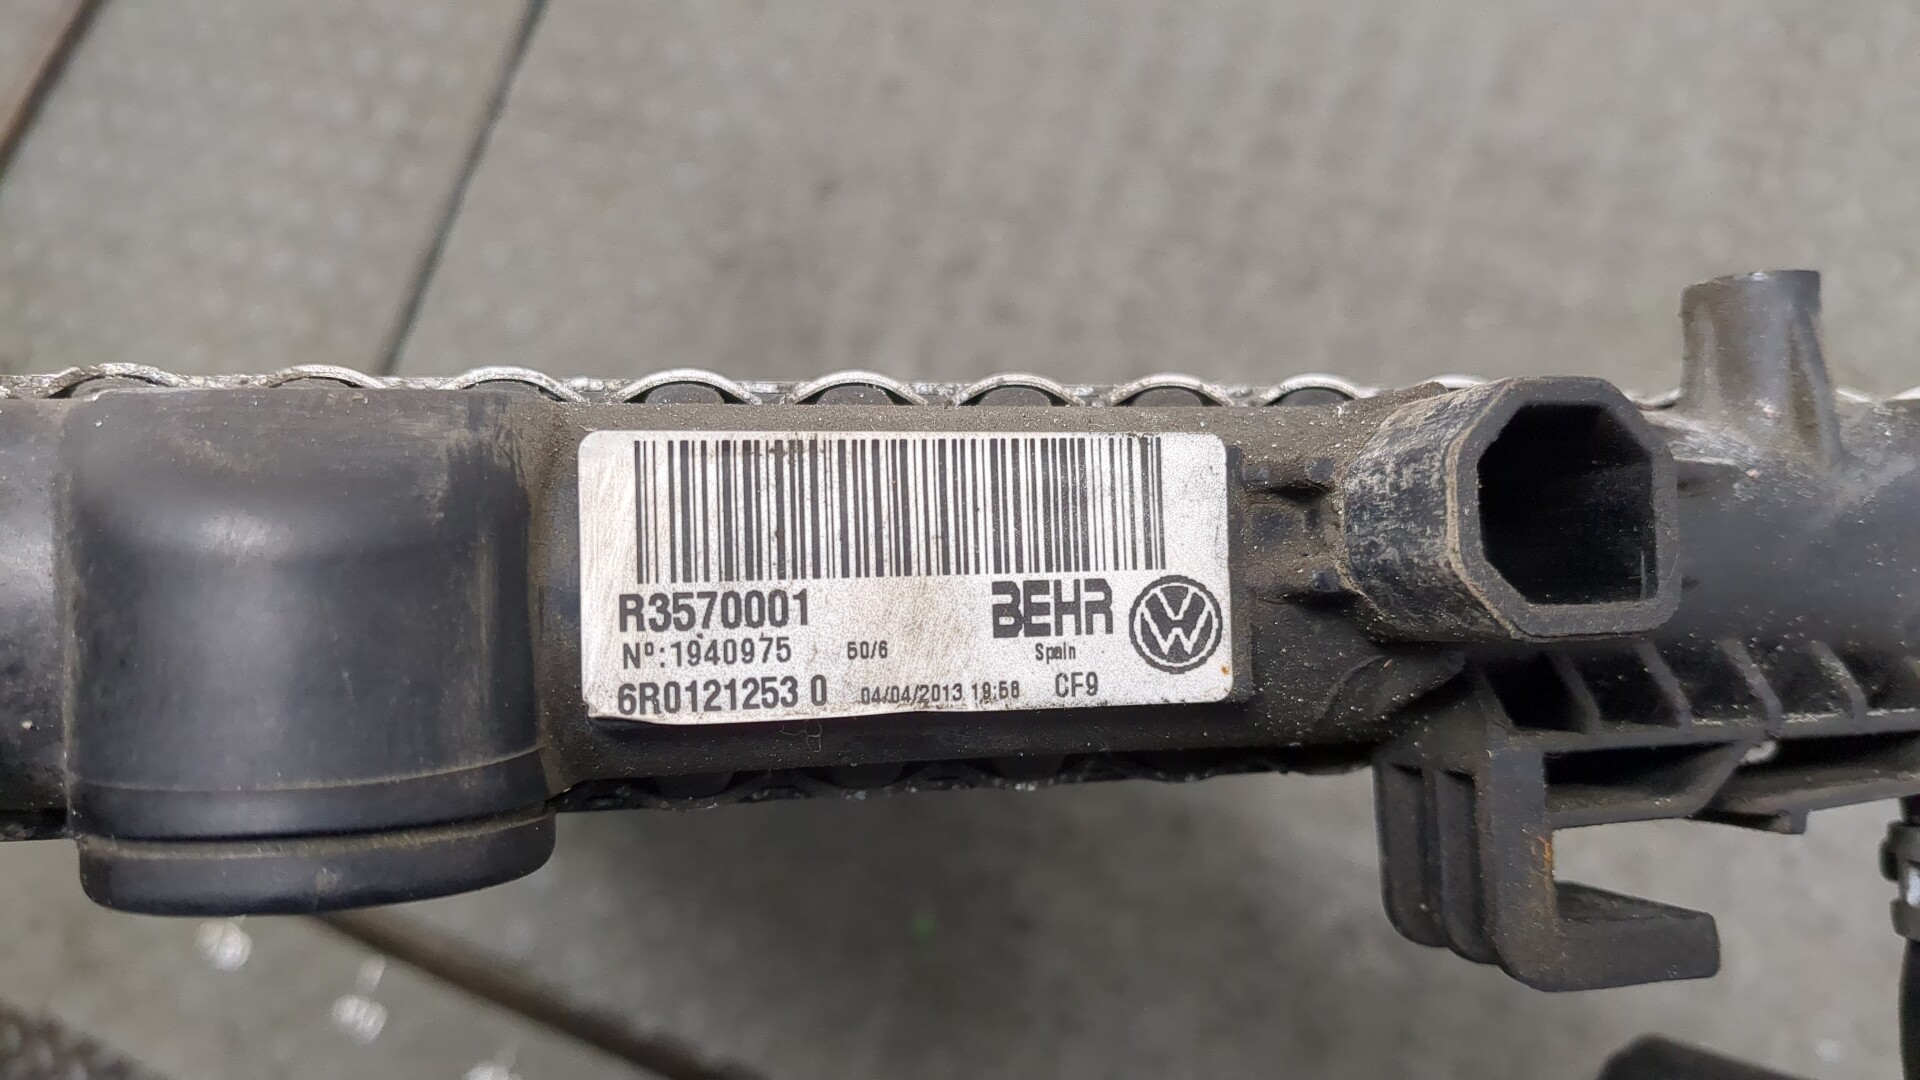 R3570001
BEHR
Nº:1940975 50/6 Spain
6R0121253 0 04/04/2013 19:58 CF9